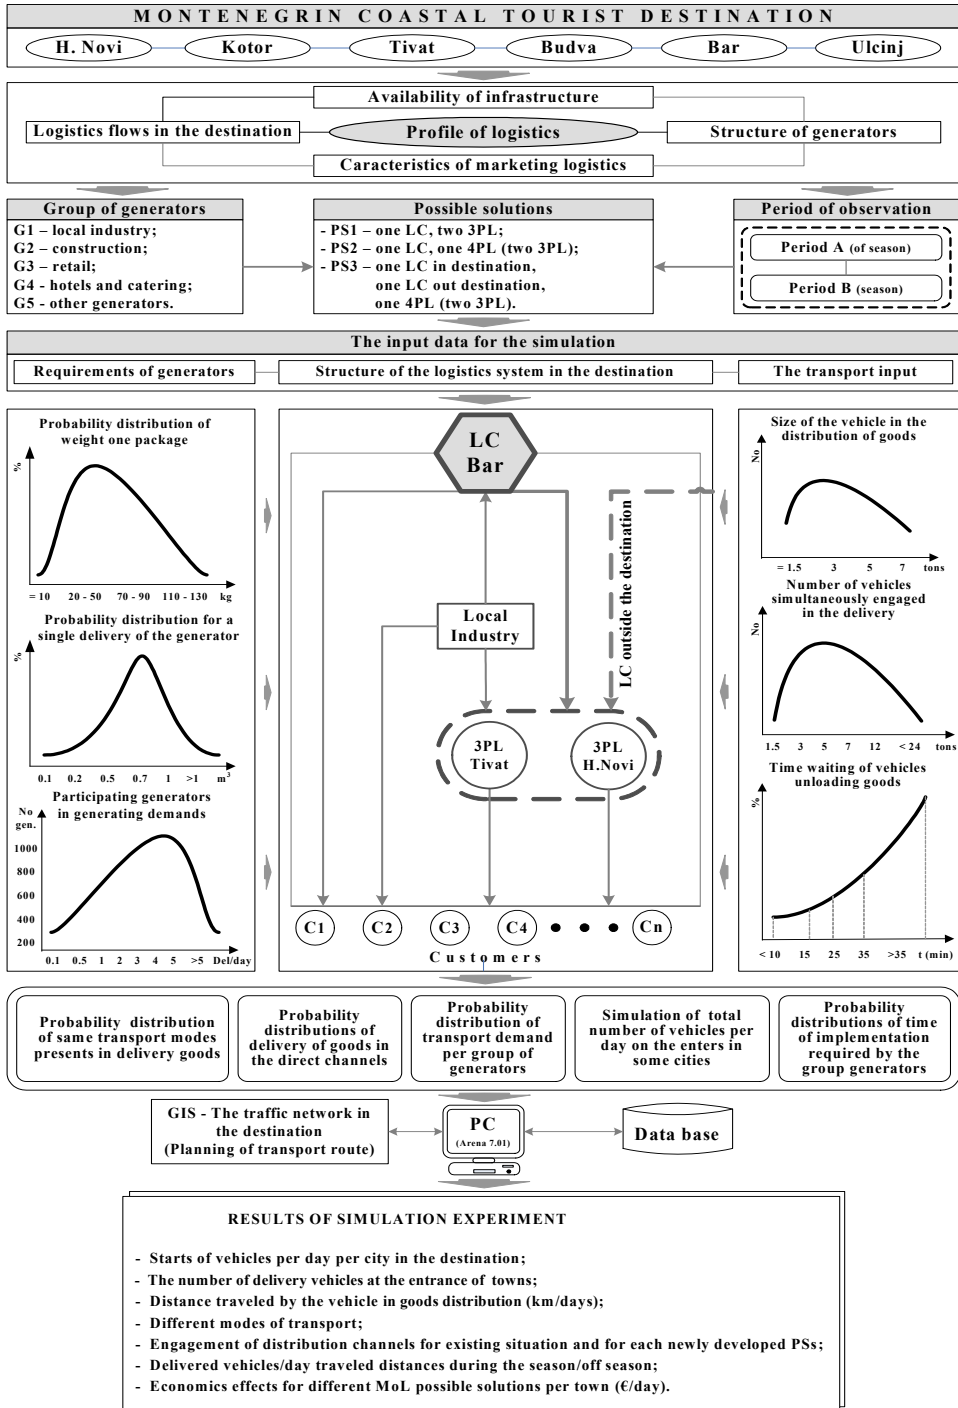 MONTENEGRIN COASTAL TOURIST DESTINATION
H. Novi Kotor Tivat Budva Bar Ulcinj
Availability of infrastructure
Logistics flows in the destination Profile of logistics Structure of generators
Caracteristics of marketing logistics
Group of generators
G1 – local industry;
G2 – construction;
G3 – retail;
G4 - hotels and catering;
G5 - other generators.
Possible solutions
- PS1 – one LC, two 3PL;
- PS2 – one LC, one 4PL (two 3PL);
- PS3 – one LC in destination,
one LC out destination,
one 4PL (two 3PL).
Period of observation
Period A (of season)
Period B (season)
The input data for the simulation
Requirements of generators Structure of the logistics system in the destination The transport input
Probability distribution of
weight one package
%
= 10 20 - 50 70 - 90 110 - 130 kg
Probability distribution for a
a single delivery of the generator
%
0.1 0.2 0.5 0.7 1 >1 m³
Participating generators
in generating demands
No
gen.
1000
800
600
400
200
0.1 0.5 1 2 3 4 5 >5 Del/day
LC
Bar
Local
Industry
LC outside the destination
3PL
Tivat
3PL
H.Novi
C1 C2 C3 C4 Cn
Customers
Size of the vehicle in the
distribution of goods
No
= 1.5 3 5 7 tons
Number of vehicles
simultaneously engaged
in the delivery
No
1.5 3 5 7 12 < 24 tons
Time waiting of vehicles
unloading goods
%
< 10 15 25 35 >35 t (min)
Probability distribution
of same transport modes
presents in delivery goods
Probability
distributions of
delivery of goods in
the direct channels
Probability
distribution of
transport demand
per group of
generators
Simulation of total
number of vehicles per
day on the enters in
some cities
Probability
distributions of time
of implementation
required by the
group generators
GIS - The traffic network in
the destination
(Planning of transport route)
PC
(Arena 7.01)
Data base
RESULTS OF SIMULATION EXPERIMENT
- Starts of vehicles per day per city in the destination;
- The number of delivery vehicles at the entrance of towns;
- Distance traveled by the vehicle in goods distribution (km/days);
- Different modes of transport;
- Engagement of distribution channels for existing situation and for each newly developed PSs;
- Delivered vehicles/day traveled distances during the season/off season;
- Economics effects for different MoL possible solutions per town (€/day).